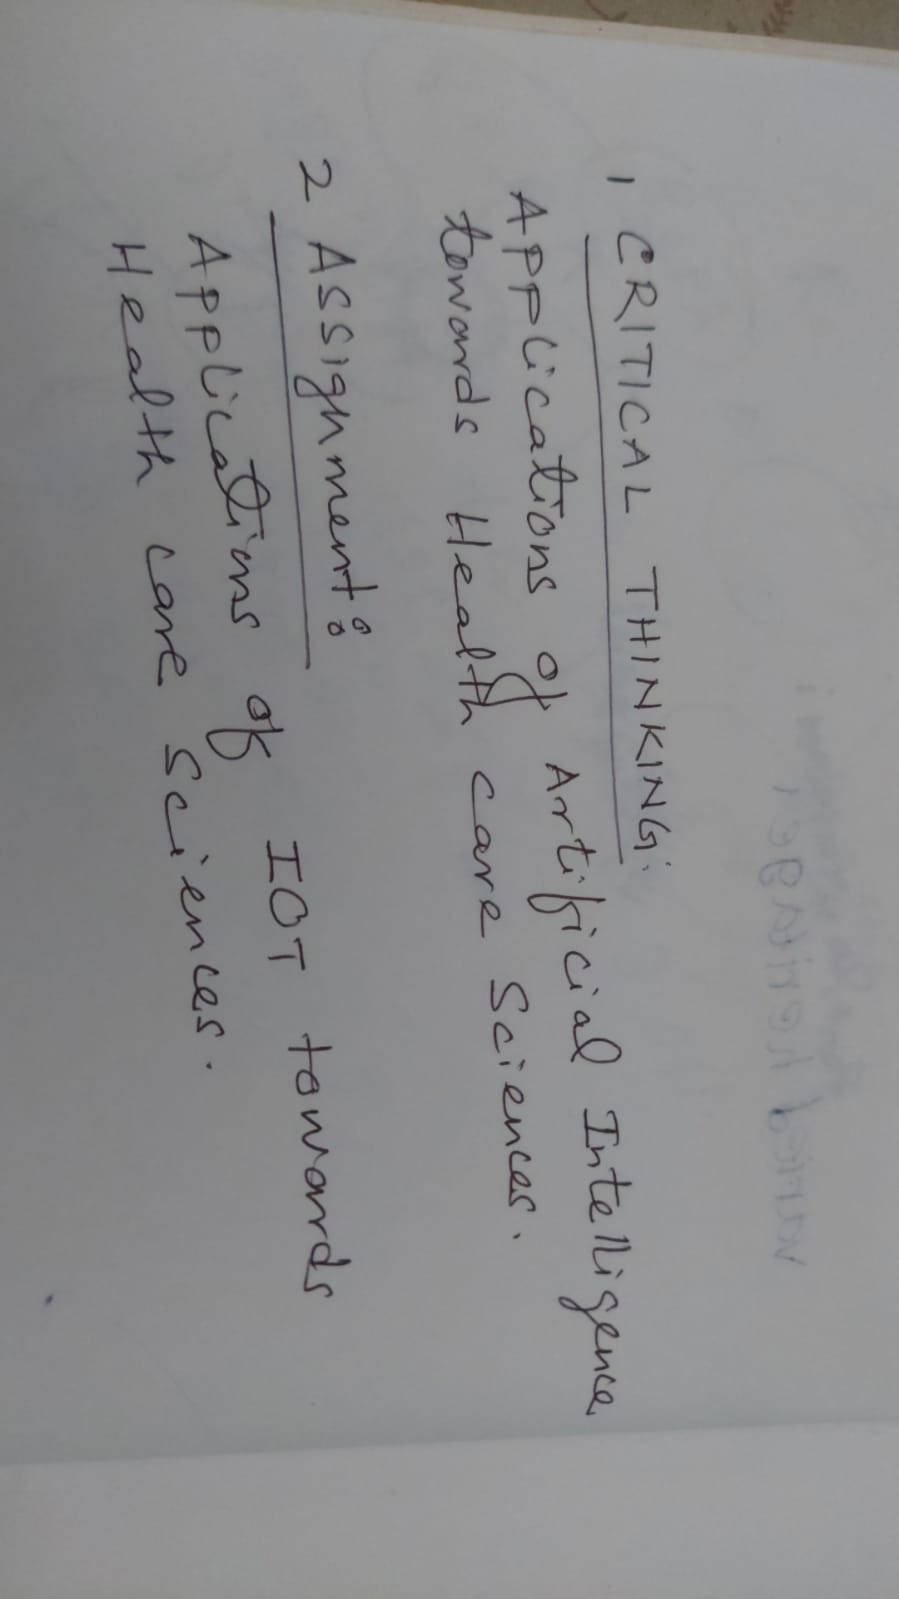 1 CRITICAL THINKING:
Applications of Artificial Intelligence
towards Health care Sciences.
2 Assignment:
Applications of IOT towards
Health care Sciences.